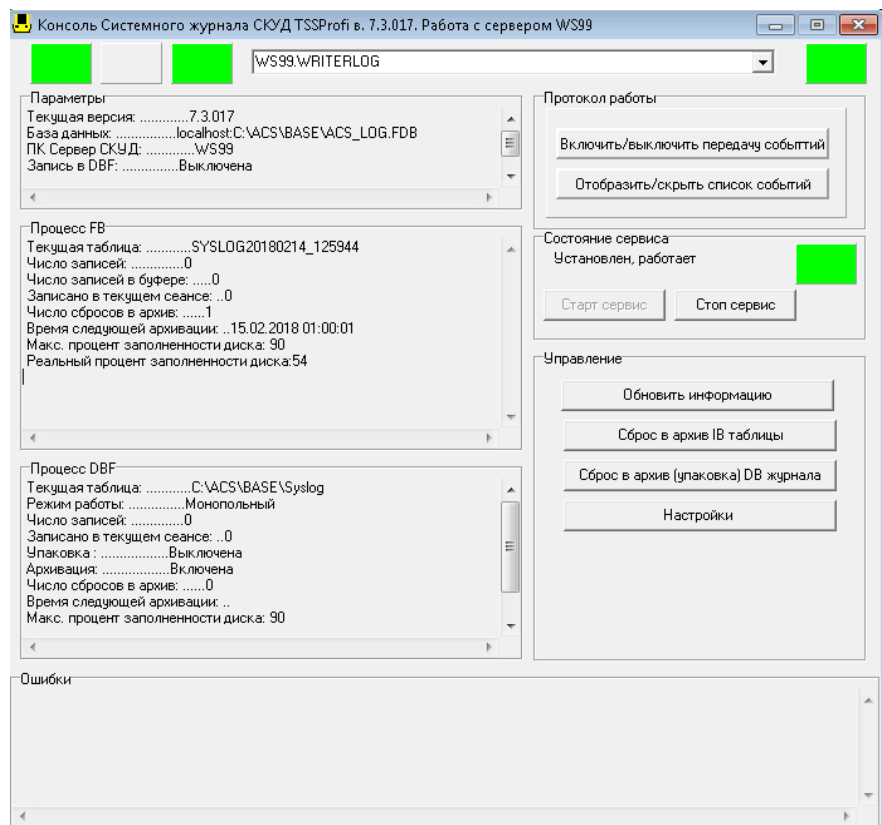 Консоль Системного журнала СКУД TSSProfi в. 7.3.017. Работа с сервером WS99
WS99.WRITERLOG
Параметры
Текущая версия: ............7.3.017
База данных: ...............localhost:C:\ACS\BASE\ACS_LOG.FDB
ПК Сервер СКУД: ............WS99
Запись в DBF: ..............Выключена
Процесс FB
Текущая таблица: ............SYSLOG20180214_125944
Число записей: ..............0
Число записей в буфере: .....0
Записано в текущем сеансе: ..0
Число сбросов в архив: ......1
Время следующей архивации: ..15.02.2018 01:00:01
Макс. процент заполненности диска: 90
Реальный процент заполненности диска:54
Процесс DBF
Текущая таблица: ............C:\ACS\BASE\Syslog
Режим работы: ...............Монопольный
Число записей: ..............0
Записано в текущем сеансе: ..0
Упаковка : ..................Выключена
Архивация: ..................Включена
Число сбросов в архив: ......0
Время следующей архивации: ..
Макс. процент заполненности диска: 90
Протокол работы
Включить/выключить передачу событтий
Отобразить/скрыть список событий
Состояние сервиса
Установлен, работает
Старт сервис
Стоп сервис
Управление
Обновить информацию
Сброс в архив IB таблицы
Сброс в архив (упаковка) DB журнала
Настройки
Ошибки